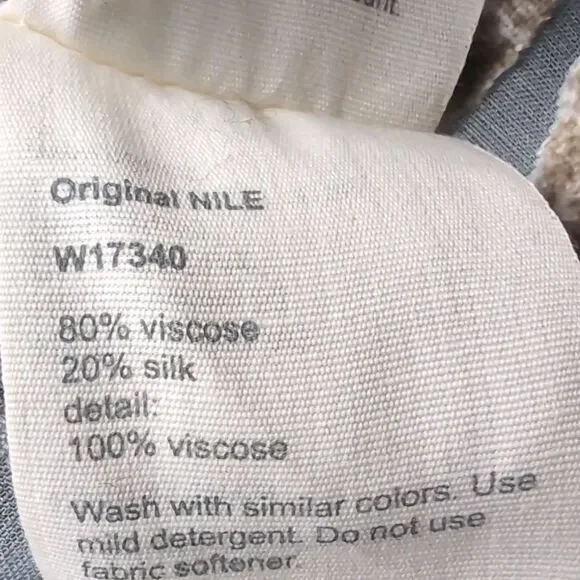 Original NILE
W17340
80% viscose
20% silk
detail:
100% viscose
Wash with similar colors. Use
mild detergent. Do not use
fabric softener.